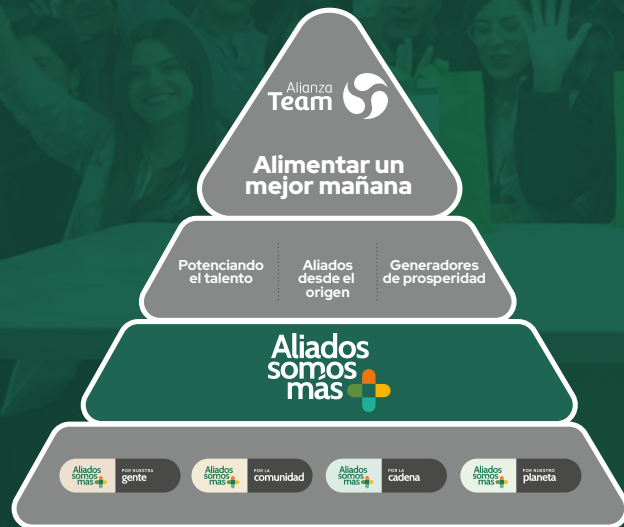 Alianza
Team
Alimentar un
mejor mañana
Potenciando
el talento
Aliados
desde el
origen
Generadores
de prosperidad
Aliados
somos
más
Aliados
somos
más
POR NUESTRA
gente
Aliados
somos
más
POR LA
comunidad
Aliados
somos
más
POR LA
cadena
Aliados
somos
más
POR NUESTRO
planeta